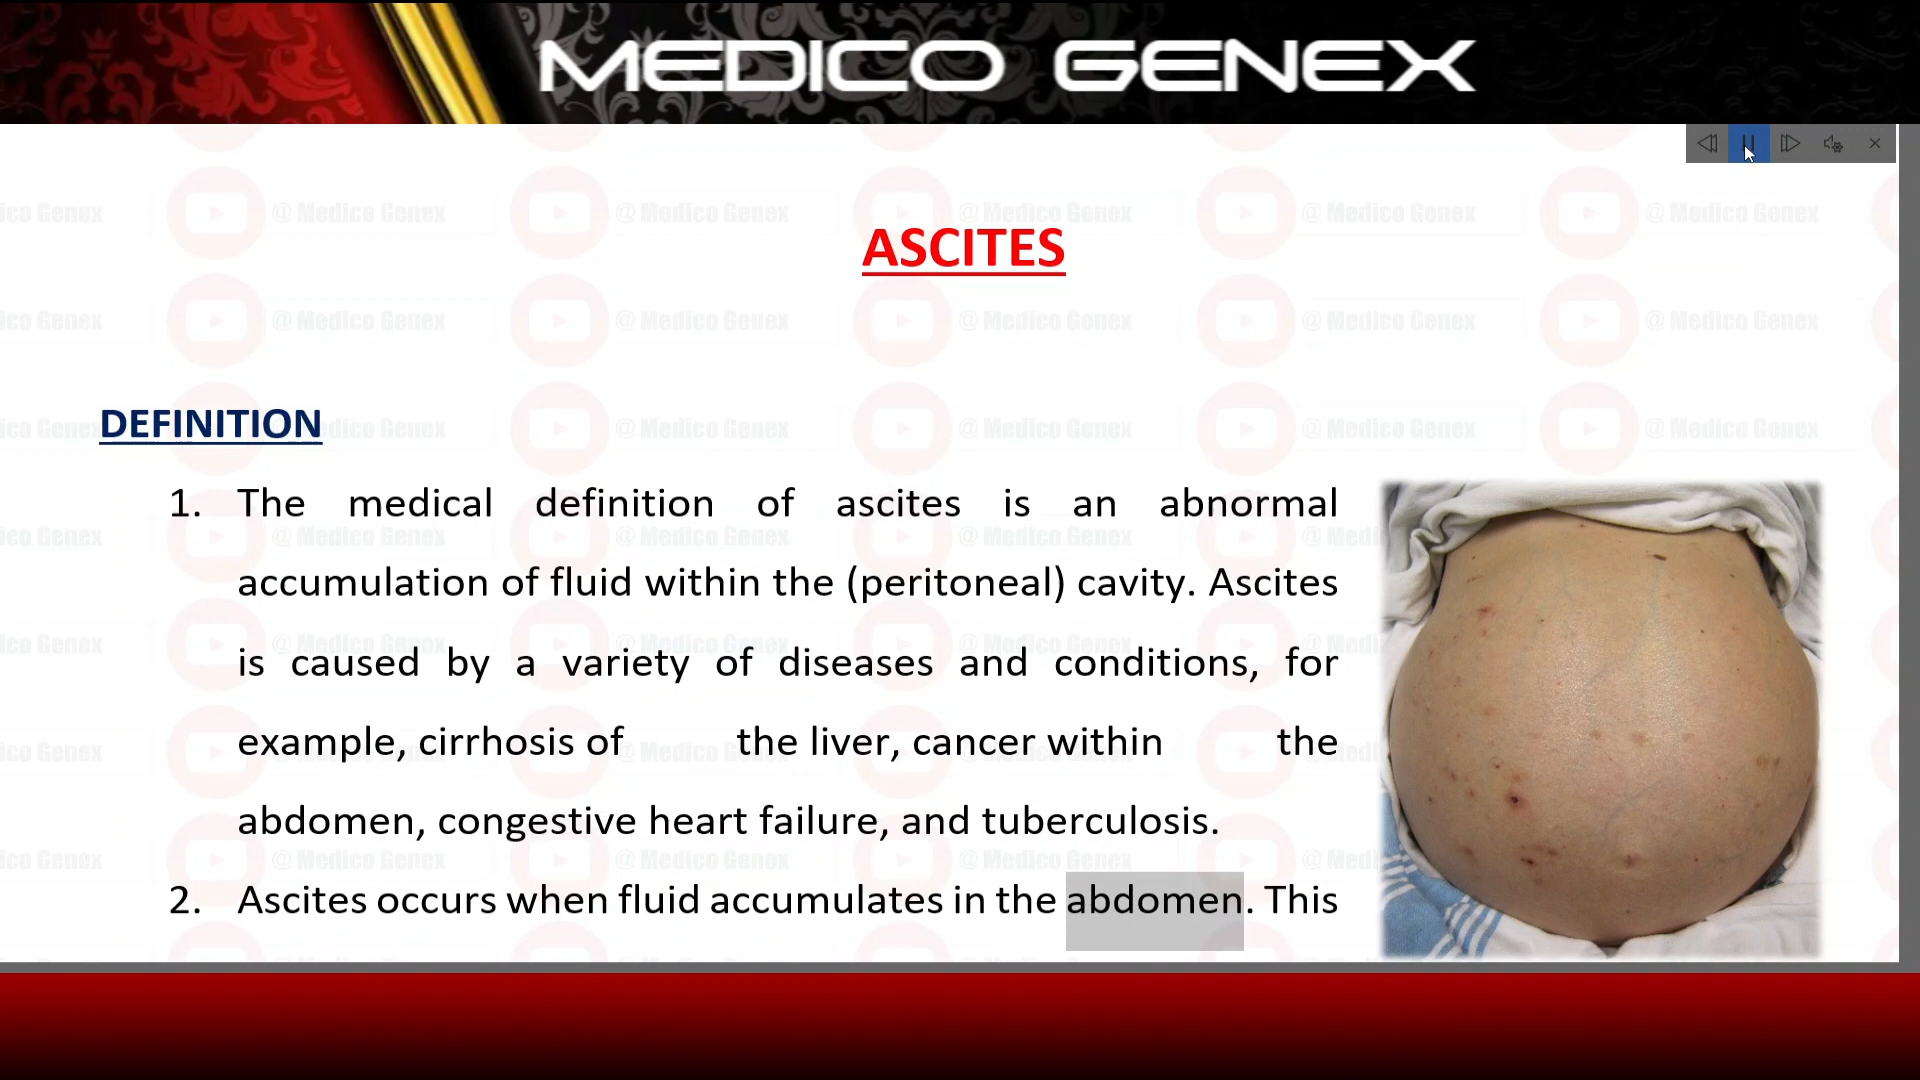 MEDICO GENEX
ASCITES
DEFINITION
1. The medical definition of ascites is an abnormal
accumulation of fluid within the (peritoneal) cavity. Ascites
is caused by a variety of diseases and conditions, for
example, cirrhosis of the liver, cancer within the
abdomen, congestive heart failure, and tuberculosis.
2. Ascites occurs when fluid accumulates in the abdomen. This
@ Medico Genex